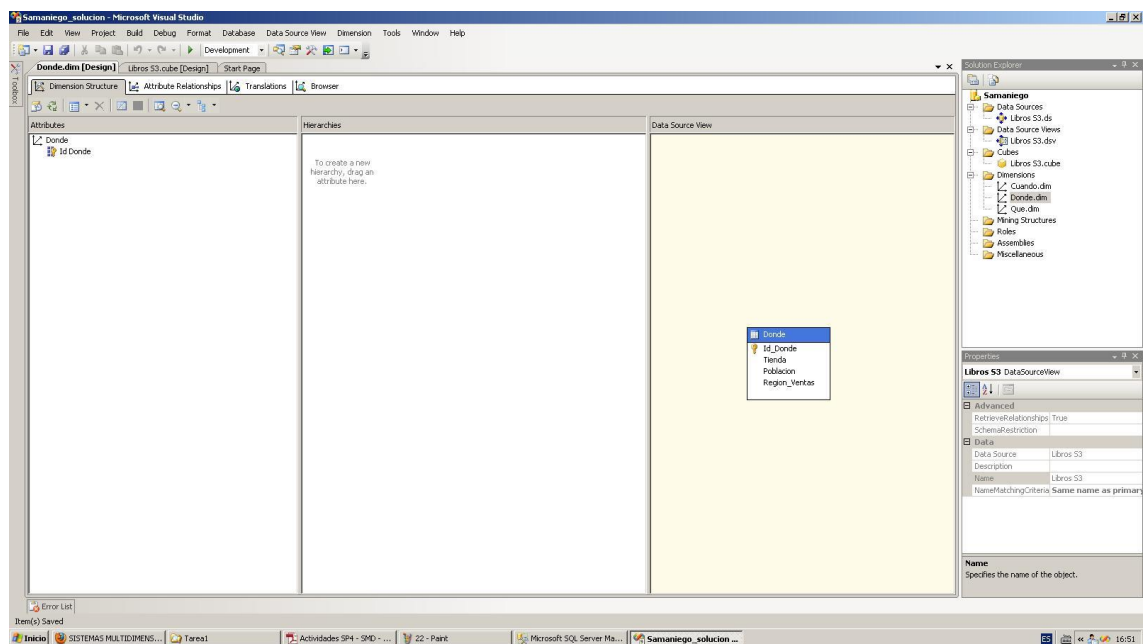 Samaniego_solucion - Microsoft Visual Studio
File Edit View Project Build Debug Format Database Data Source View Dimension Tools Window Help
Development
Toolbox
Donde.dim [Design] Libros S3.cube [Design] Start Page
Dimension Structure Attribute Relationships Translations Browser
Attributes
Donde
Id Donde
Hierarchies
To create a new
hierarchy, drag an
attribute here.
Data Source View
Donde
Id_Donde
Tienda
Poblacion
Region_Ventas
Solution Explorer
Samaniego
Data Sources
Libros S3.ds
Data Source Views
Libros S3.dsv
Cubes
Libros S3.cube
Dimensions
Cuando.dim
Donde.dim
Que.dim
Mining Structures
Roles
Assemblies
Miscellaneous
Properties
Libros S3 DataSourceView
Advanced
RetrieveRelationships True
SchemaRestriction
Data
Data Source Libros S3
Description
Name Libros S3
NameMatchingCriteria Same name as primary
Name
Specifies the name of the object.
Error List
Item(s) Saved
Inicio SISTEMAS MULTIDIMENS... Tarea1 Actividades SP4 - SMD - ... 22 - Paint Microsoft SQL Server Ma... Samaniego_solucion ... ES 16:51